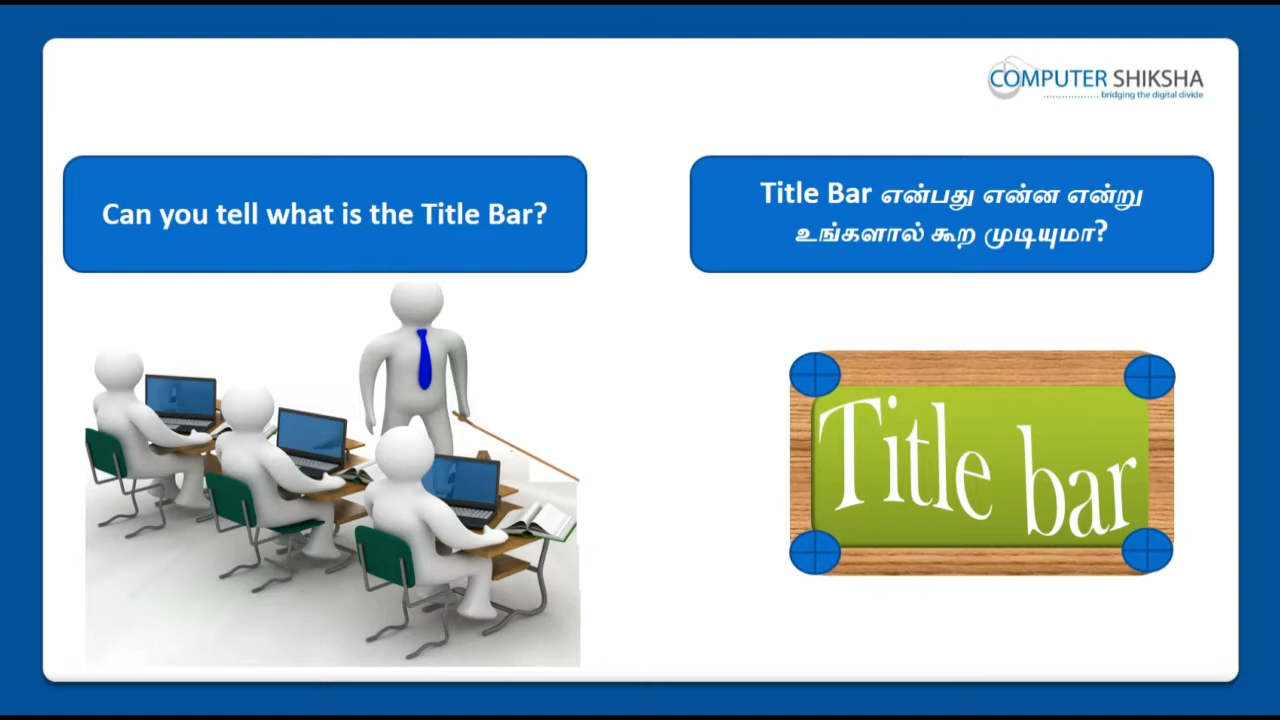 COMPUTER SHIKSHA
bridging the digital divide
Can you tell what is the Title Bar?
Title Bar என்பது என்ன என்று
உங்களால் கூற முடியுமா?
Title bar